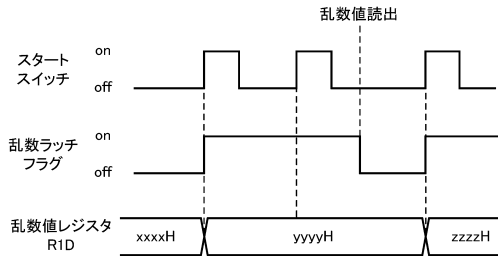 乱数値読出
スタート
スイッチ
on
off
乱数ラッチ
フラグ
on
off
乱数値レジスタ
R1D
xxxxH
yyyyH
zzzzH